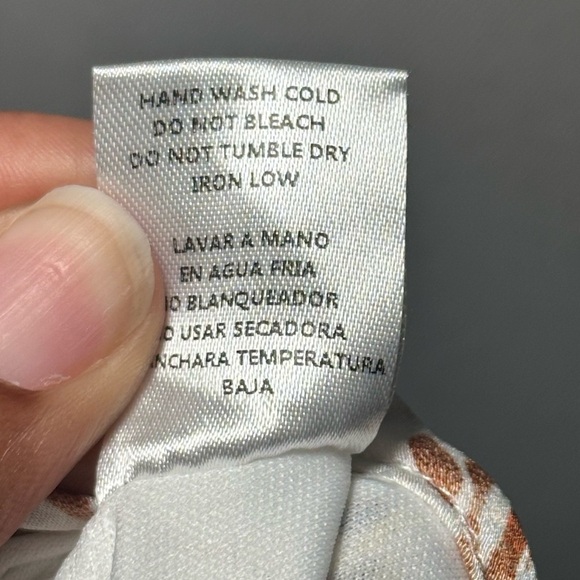 HAND WASH COLD
DO NOT BLEACH
DO NOT TUMBLE DRY
IRON LOW
LAVAR A MANO
EN AGUA FRIA
BLANQUEADOR
USAR SECADORA
TEMPERATURA
BAJA